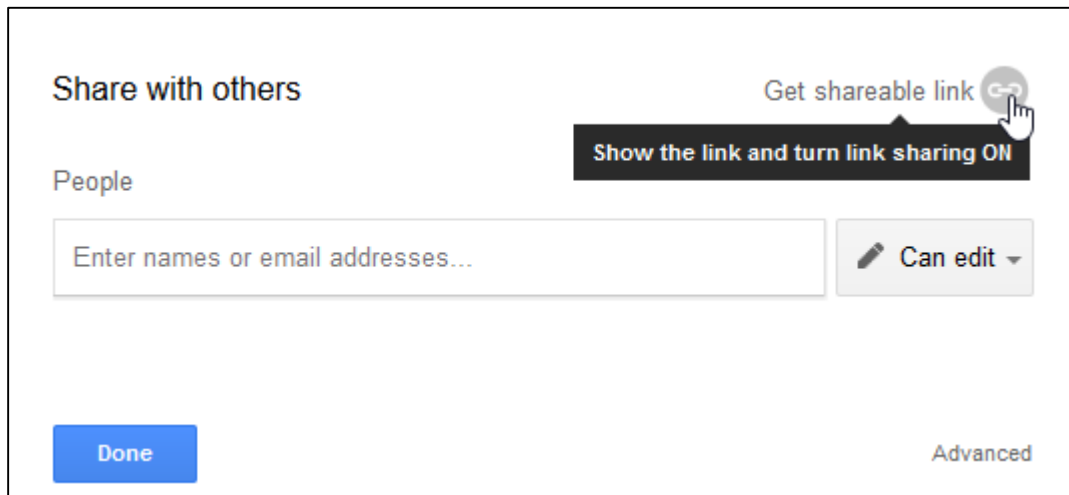 Share with others
Get shareable link
Show the link and turn link sharing ON
People
Enter names or email addresses...
Can edit
Done
Advanced